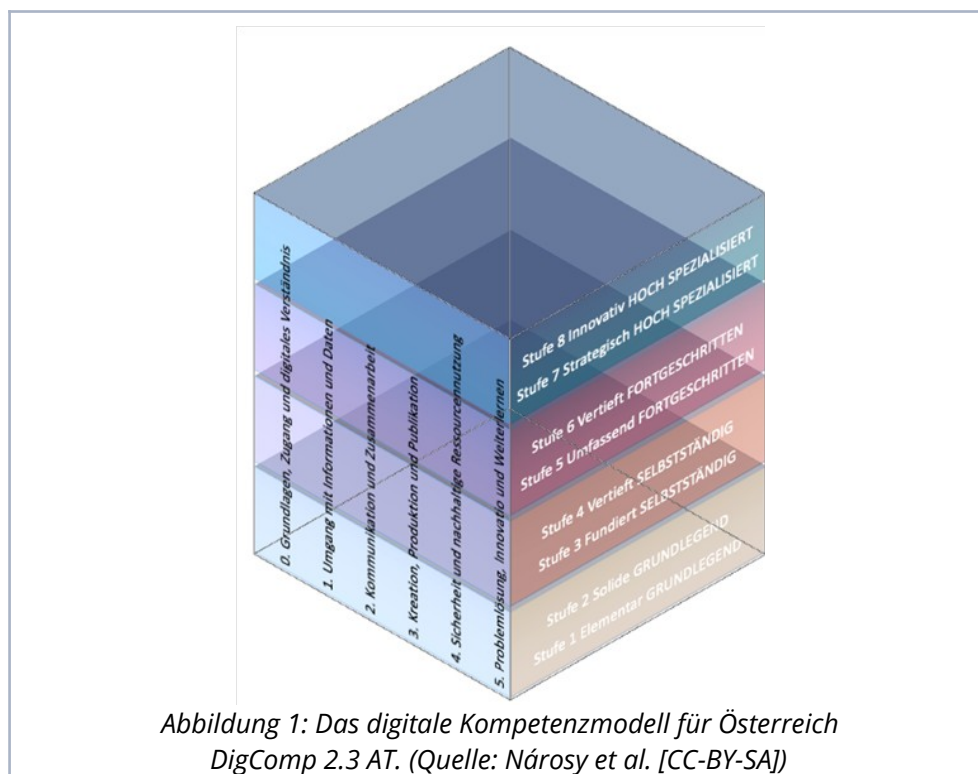 0. Grundlagen, Zugang und digitales Verständnis
1. Umgang mit Informationen und Daten
2. Kommunikation und Zusammenarbeit
3. Kreation, Produktion und Publikation
4. Sicherheit und nachhaltige Ressourcennutzung
5. Problemlösung, Innovatio und Weiterlernen
Stufe 8 Innovativ HOCH SPEZIALISIERT
Stufe 7 Strategisch HOCH SPEZIALISIERT
Stufe 6 Vertieft FORTGESCHRITTEN
Stufe 5 Umfassend FORTGESCHRITTEN
Stufe 4 Vertieft SELBSTSTÄNDIG
Stufe 3 Fundiert SELBSTSTÄNDIG
Stufe 2 Solide GRUNDLEGEND
Stufe 1 Elementar GRUNDLEGEND
Abbildung 1: Das digitale Kompetenzmodell für Österreich
DigComp 2.3 AT. (Quelle: Nárosy et al. [CC-BY-SA])